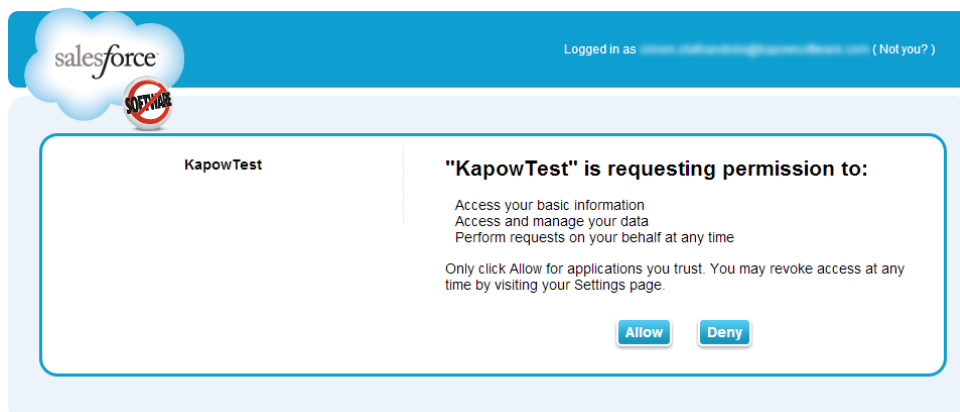 salesforce
SOFTWARE
Logged in as ( Not you? )
KapowTest
"KapowTest" is requesting permission to:
Access your basic information
Access and manage your data
Perform requests on your behalf at any time
Only click Allow for applications you trust. You may revoke access at any
time by visiting your Settings page.
Allow Deny